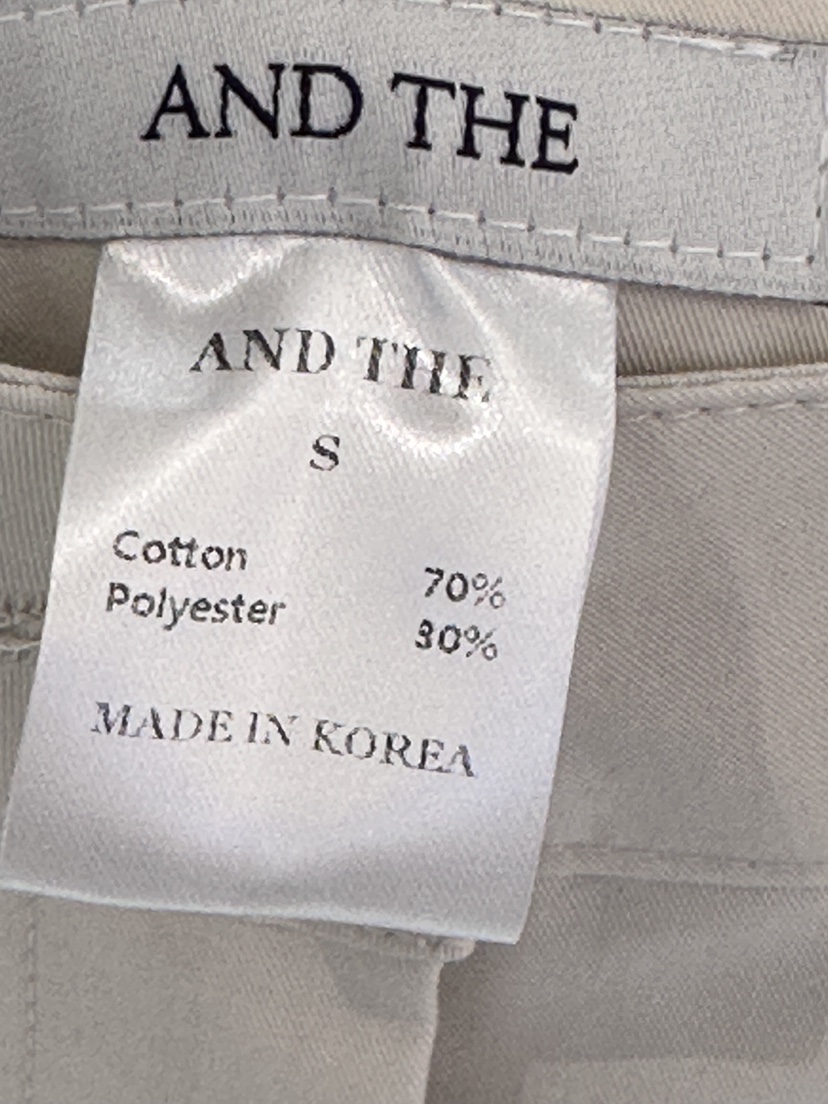 AND THE
AND THE
S
Cotton 70%
Polyester 30%
MADE IN KOREA